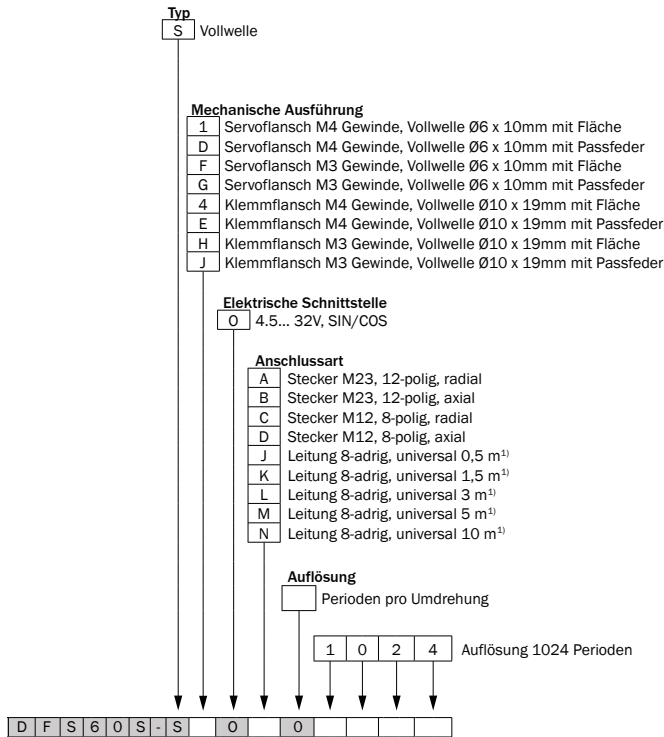 Typ
S Vollwelle
Mechanische Ausführung
1 Servoflansch M4 Gewinde, Vollwelle Ø6 x 10mm mit Fläche
D Servoflansch M4 Gewinde, Vollwelle Ø6 x 10mm mit Passfeder
F Servoflansch M3 Gewinde, Vollwelle Ø6 x 10mm mit Fläche
G Servoflansch M3 Gewinde, Vollwelle Ø6 x 10mm mit Passfeder
4 Klemmflansch M4 Gewinde, Vollwelle Ø10 x 19mm mit Fläche
E Klemmflansch M4 Gewinde, Vollwelle Ø10 x 19mm mit Passfeder
H Klemmflansch M3 Gewinde, Vollwelle Ø10 x 19mm mit Fläche
J Klemmflansch M3 Gewinde, Vollwelle Ø10 x 19mm mit Passfeder
Elektrische Schnittstelle
0 4.5... 32V, SIN/COS
Anschlussart
A Stecker M23, 12-polig, radial
B Stecker M23, 12-polig, axial
C Stecker M12, 8-polig, radial
D Stecker M12, 8-polig, axial
J Leitung 8-adrig, universal 0,5 m¹⁾
K Leitung 8-adrig, universal 1,5 m¹⁾
L Leitung 8-adrig, universal 3 m¹⁾
M Leitung 8-adrig, universal 5 m¹⁾
N Leitung 8-adrig, universal 10 m¹⁾
Auflösung
Perioden pro Umdrehung
1 0 2 4 Auflösung 1024 Perioden
D F S 6 0 S - S 0 0